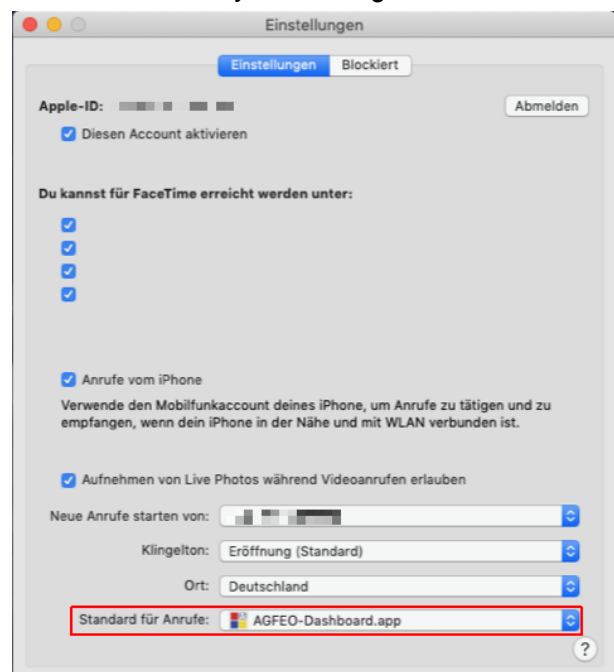 Einstellungen
Einstellungen Blockiert
Apple-ID: Abmelden
Diesen Account aktivieren
Du kannst für FaceTime erreicht werden unter:
Anrufe vom iPhone
Verwende den Mobilfunkaccount deines iPhone, um Anrufe zu tätigen und zu
empfangen, wenn dein iPhone in der Nähe und mit WLAN verbunden ist.
Aufnehmen von Live Photos während Videoanrufen erlauben
Neue Anrufe starten von:
Klingelton: Eröffnung (Standard)
Ort: Deutschland
Standard für Anrufe: AGFEO-Dashboard.app
?